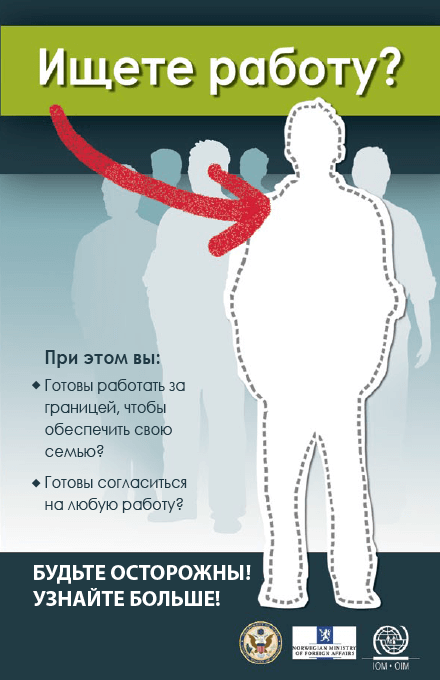 Ищете работу?
При этом вы:
Готовы работать за
границей, чтобы
обеспечить свою
семью?
Готовы согласиться
на любую работу?
БУДЬТЕ ОСТОРОЖНЫ!
УЗНАЙТЕ БОЛЬШЕ!
NORWEGIAN MINISTRY
OF FOREIGN AFFAIRS
IOM • OIM